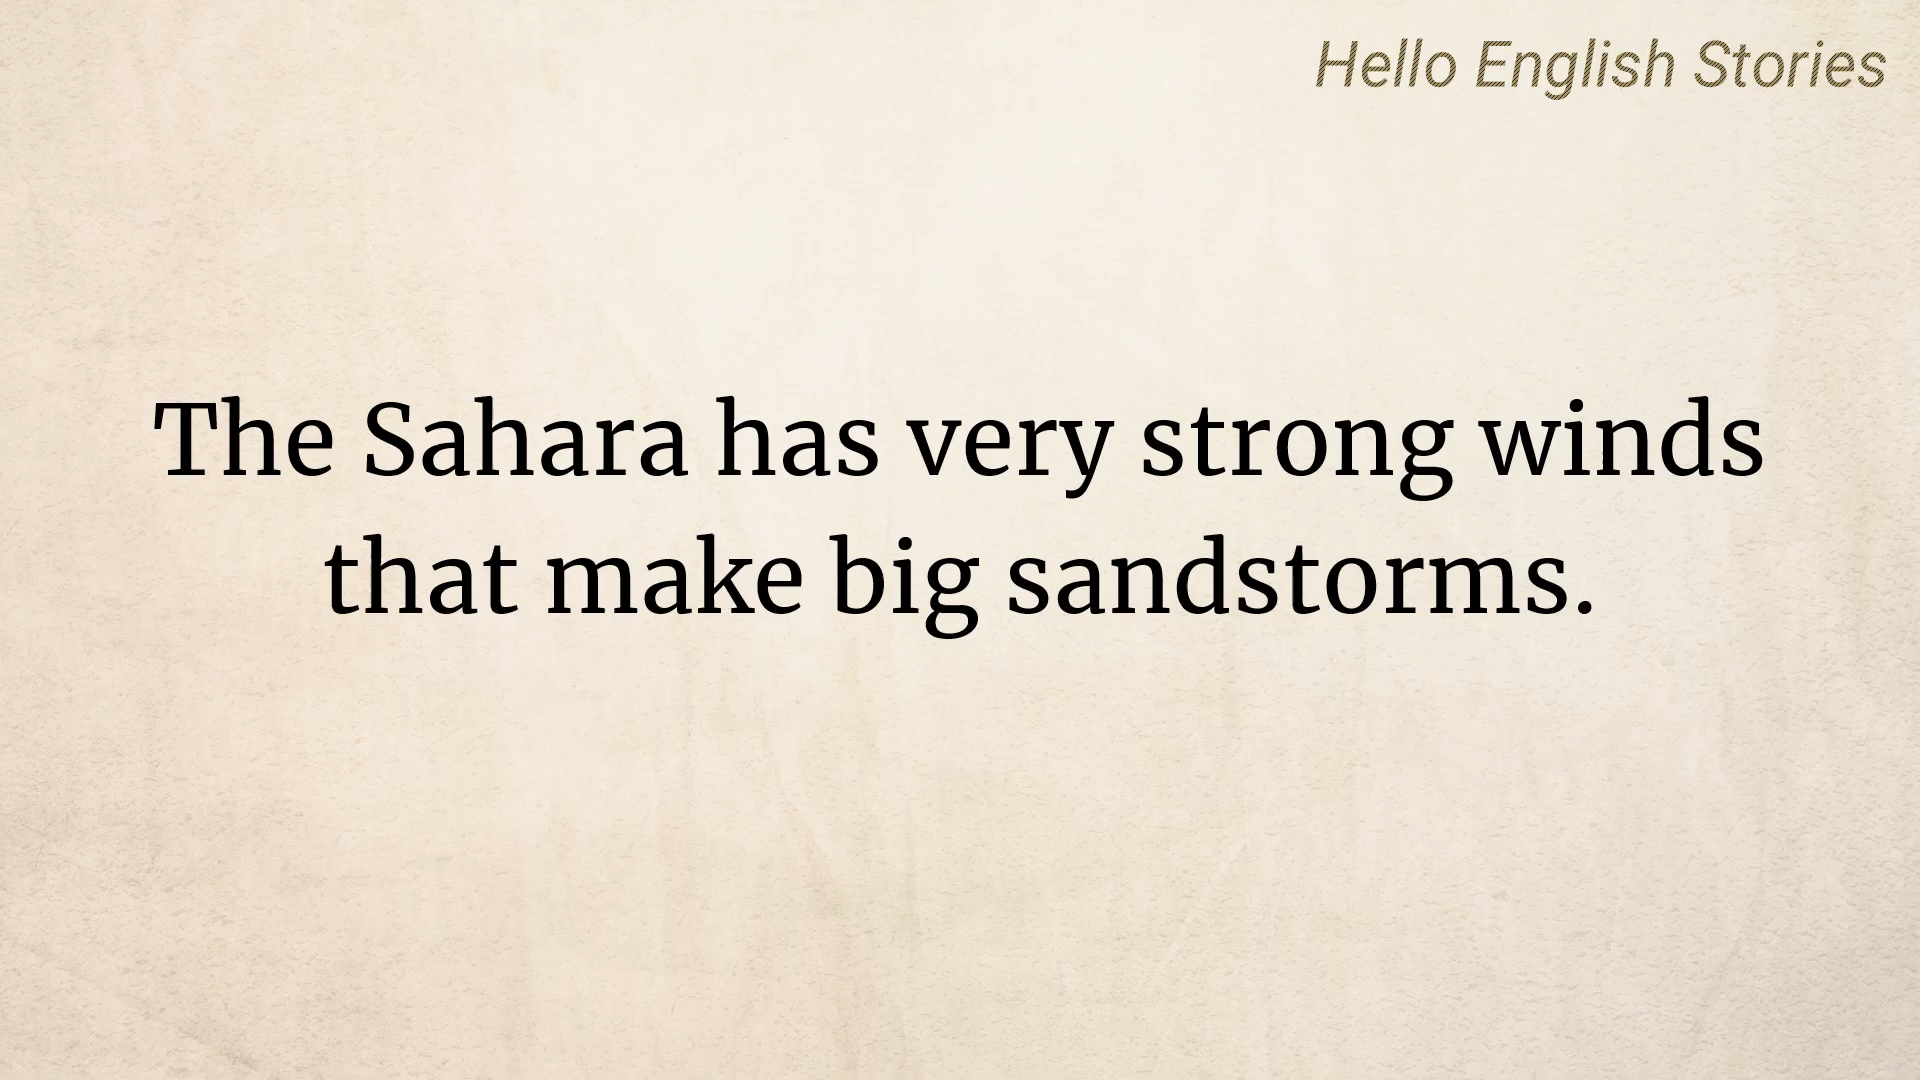 Hello English Stories
The Sahara has very strong winds
that make big sandstorms.